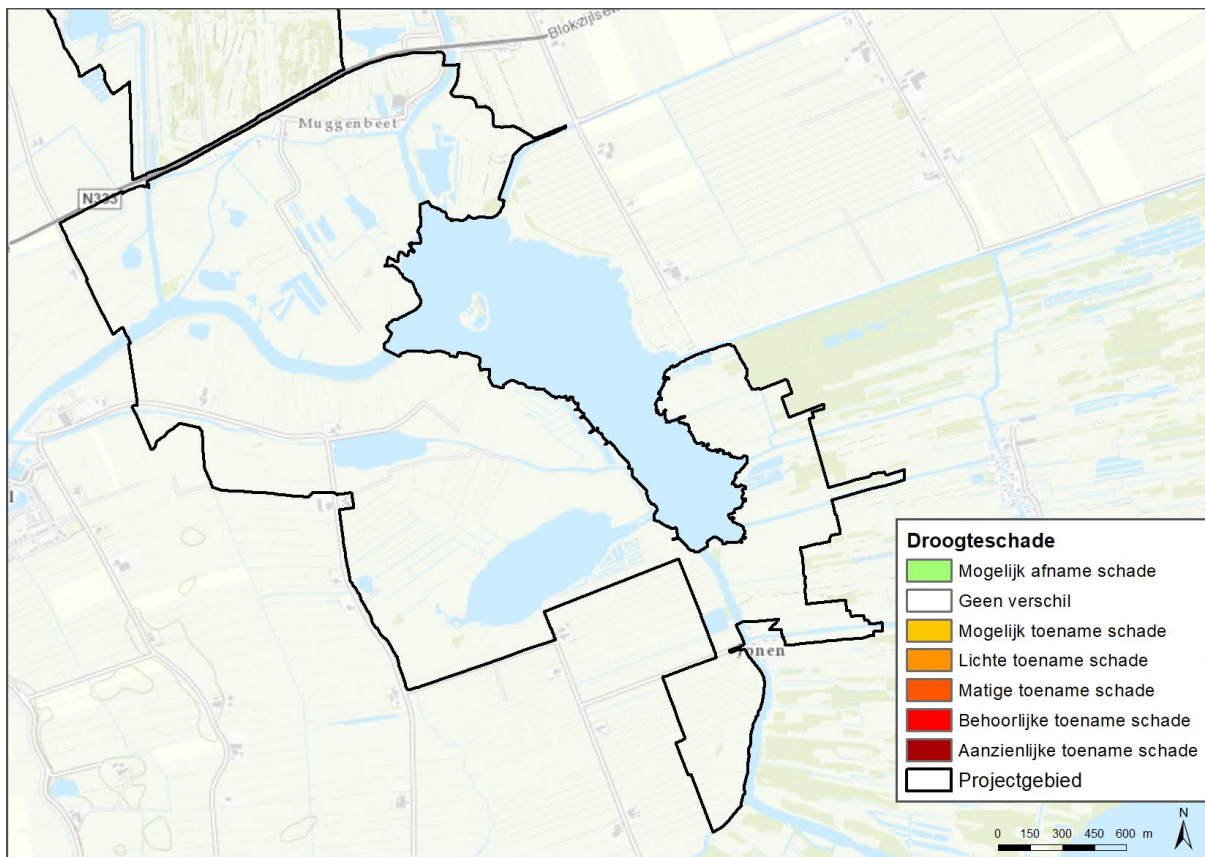 Blokzijlse
Muggenbeet
N333
l
Jonen
Droogteschade
Mogelijk afname schade
Geen verschil
Mogelijk toename schade
Lichte toename schade
Matige toename schade
Behoorlijke toename schade
Aanzienlijke toename schade
Projectgebied
N
0 150 300 450 600 m